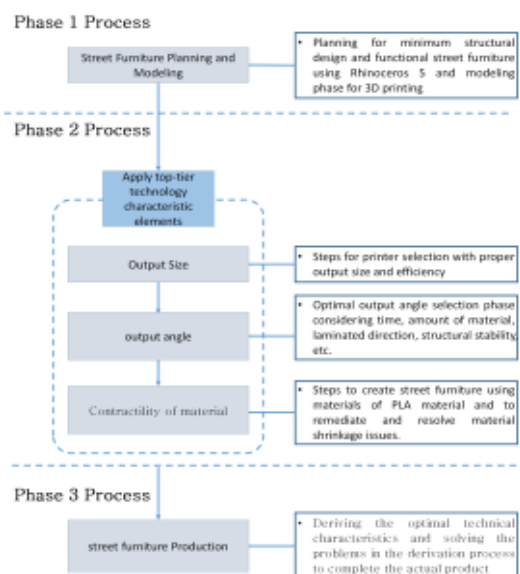 Phase 1 Process
Street Furniture Planning and
Modeling
• Planning for minimum structural
design and functional street furniture
using Rhinoceros 5 and modeling
phase for 3D printing
Phase 2 Process
Apply top-tier
technology
characteristic
elements
Output Size
• Steps for printer selection with proper
output size and efficiency
output angle
• Optimal output angle selection phase
considering time, amount of material,
laminated direction, structural stability,
etc.
Contractility of material
• Steps to create street furniture using
materials of PLA material and to
remediate and resolve material
shrinkage issues.
Phase 3 Process
street furniture Production
• Deriving the optimal technical
characteristics and solving the
problems in the derivation process
to complete the actual product